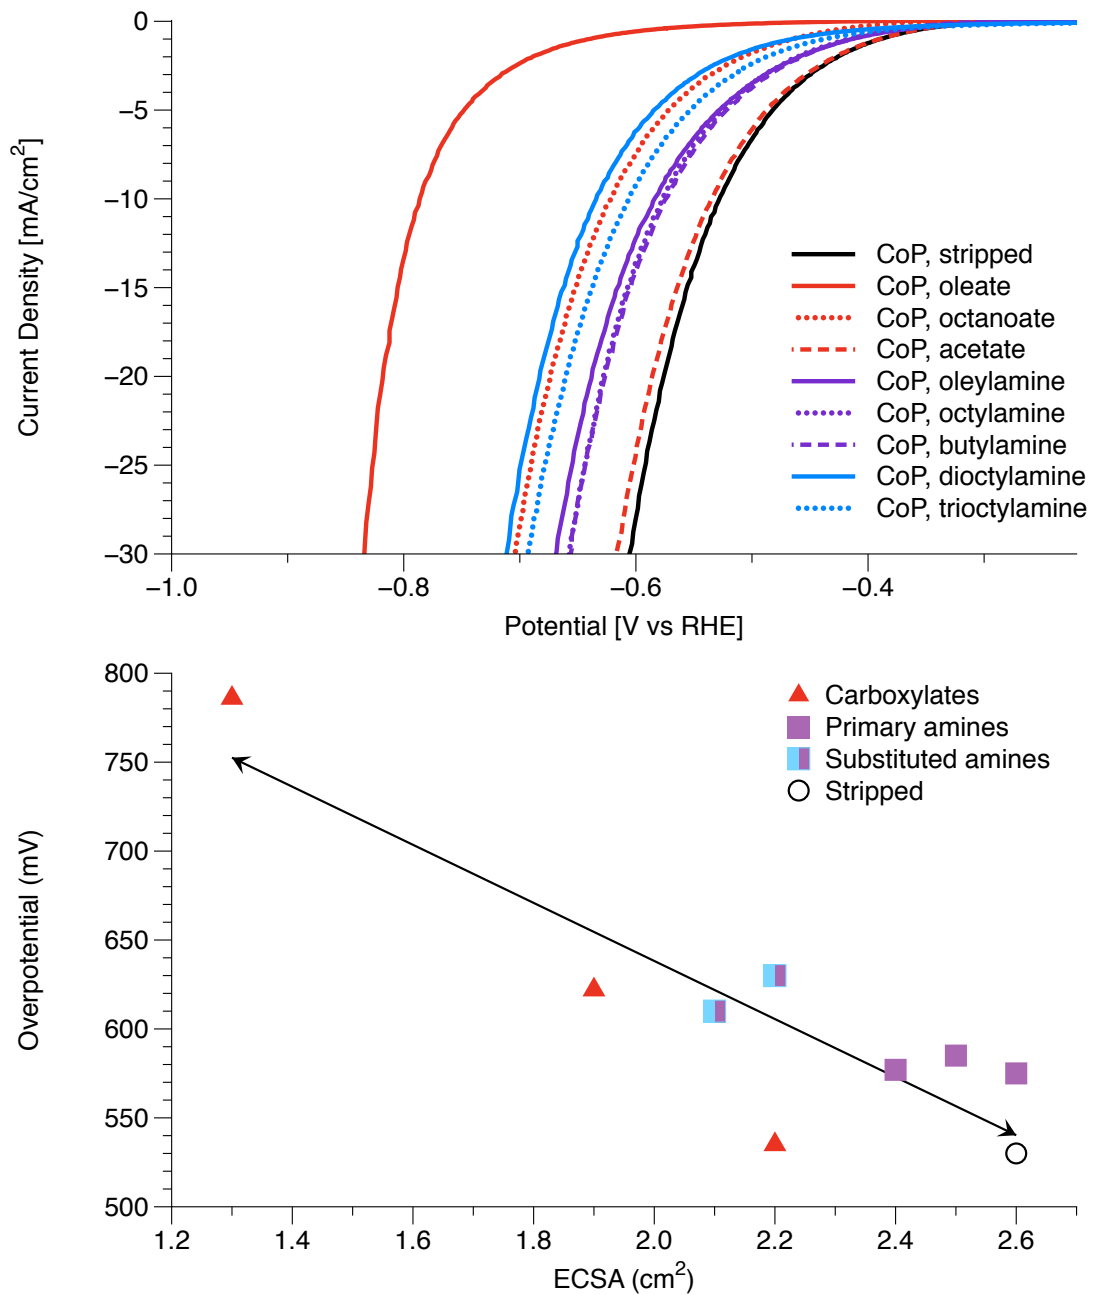 0
−5
−10
−15
−20
−25
−30
Current Density [mA/cm²]
CoP, stripped
CoP, oleate
CoP, octanoate
CoP, acetate
CoP, oleylamine
CoP, octylamine
CoP, butylamine
CoP, dioctylamine
CoP, trioctylamine
−1.0 −0.8 −0.6 −0.4
Potential [V vs RHE]
800
750
700
650
600
550
500
Overpotential (mV)
Carboxylates
Primary amines
Substituted amines
Stripped
1.2 1.4 1.6 1.8 2.0 2.2 2.4 2.6
ECSA (cm²)